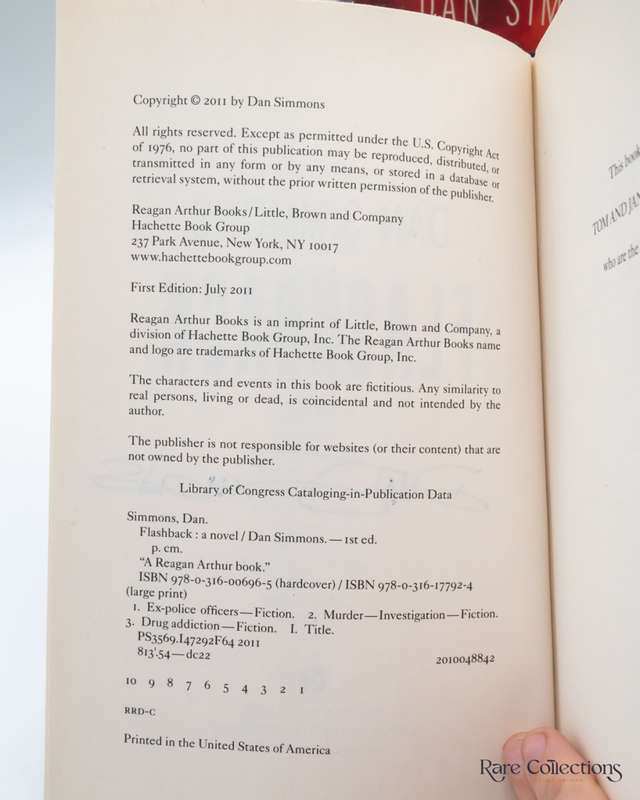 DAN SIM
Copyright © 2011 by Dan Simmons
All rights reserved. Except as permitted under the U.S. Copyright Act
of 1976, no part of this publication may be reproduced, distributed, or
transmitted in any form or by any means, or stored in a database or
retrieval system, without the prior written permission of the publisher.
Reagan Arthur Books / Little, Brown and Company
Hachette Book Group
237 Park Avenue, New York, NY 10017
www.hachettebookgroup.com
First Edition: July 2011
Reagan Arthur Books is an imprint of Little, Brown and Company, a
division of Hachette Book Group, Inc. The Reagan Arthur Books name
and logo are trademarks of Hachette Book Group, Inc.
The characters and events in this book are fictitious. Any similarity to
real persons, living or dead, is coincidental and not intended by the
author.
The publisher is not responsible for websites (or their content) that are
not owned by the publisher.
Library of Congress Cataloging-in-Publication Data
Simmons, Dan.
Flashback : a novel / Dan Simmons. — 1st ed.
p. cm.
"A Reagan Arthur book."
ISBN 978-0-316-00696-5 (hardcover) / ISBN 978-0-316-17792-4
(large print)
1. Ex-police officers—Fiction. 2. Murder—Investigation—Fiction.
3. Drug addiction—Fiction. I. Title.
PS3569.I47292F64 2011
813'.54—dc22 2010048842
10 9 8 7 6 5 4 3 2 1
RRD-C
Printed in the United States of America
This book
TOM AND JAN
who are the
Rare Collections